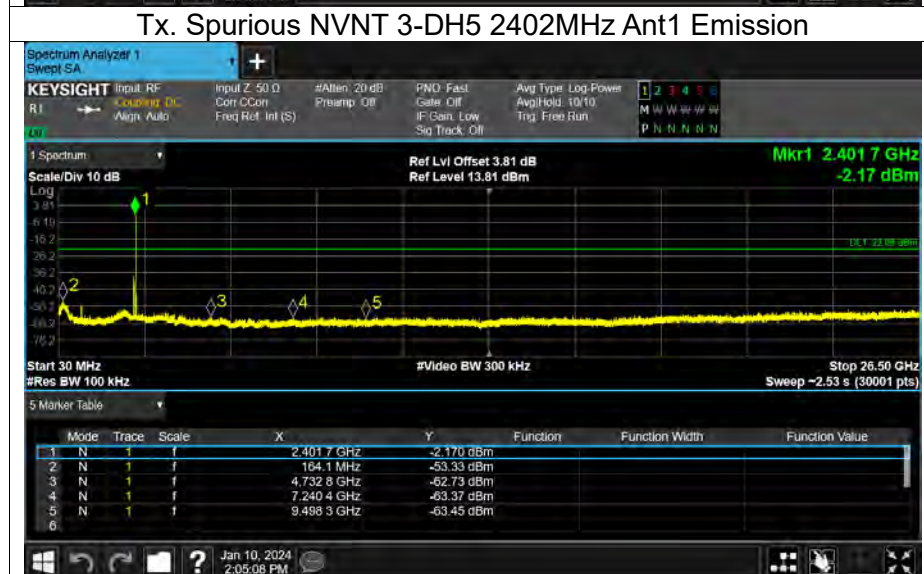 Tx. Spurious NVNT 3-DH5 2402MHz Ant1 Emission
Spectrum Analyzer 1
Swept SA
+
KEYSIGHT Input: RF Input Z: 50 Ω #Atten: 20 dB PNO: Fast Avg Type: Log-Power 1 2 3 4 5 6
R L Coupling: DC Corr CCorr Preamp: Off Gate: Off Avg|Hold: 10/10 M W W W W W
Align: Auto Freq Ref: Int (S) IF Gain: Low Trig: Free Run
Sig Track: Off P N N N N N
1 Spectrum Ref Lvl Offset 3.81 dB Mkr1 2.401 7 GHz
Scale/Div 10 dB Ref Level 13.81 dBm -2.17 dBm
Log
3.81
1
-6.19
-16.2
DL1 -22.09 dBm
-26.2
-36.2
-46.2
2
-56.2
3 4 5
-66.2
-76.2
Start 30 MHz #Video BW 300 kHz Stop 26.50 GHz
#Res BW 100 kHz Sweep ~2.53 s (30001 pts)
5 Marker Table
Mode Trace Scale X Y Function Function Width Function Value
1 N 1 f 2.401 7 GHz -2.170 dBm
2 N 1 f 164.1 MHz -53.33 dBm
3 N 1 f 4.732 8 GHz -62.73 dBm
4 N 1 f 7.240 4 GHz -63.37 dBm
5 N 1 f 9.498 3 GHz -63.45 dBm
6
? Jan 10, 2024
2:05:08 PM